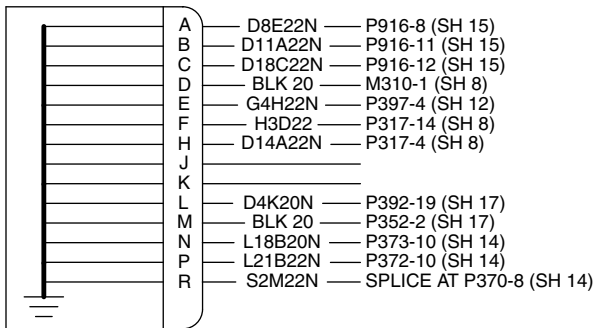 A D8E22N P916-8 (SH 15)
B D11A22N P916-11 (SH 15)
C D18C22N P916-12 (SH 15)
D BLK 20 M310-1 (SH 8)
E G4H22N P397-4 (SH 12)
F H3D22 P317-14 (SH 8)
H D14A22N P317-4 (SH 8)
J
K
L D4K20N P392-19 (SH 17)
M BLK 20 P352-2 (SH 17)
N L18B20N P373-10 (SH 14)
P L21B22N P372-10 (SH 14)
R S2M22N SPLICE AT P370-8 (SH 14)